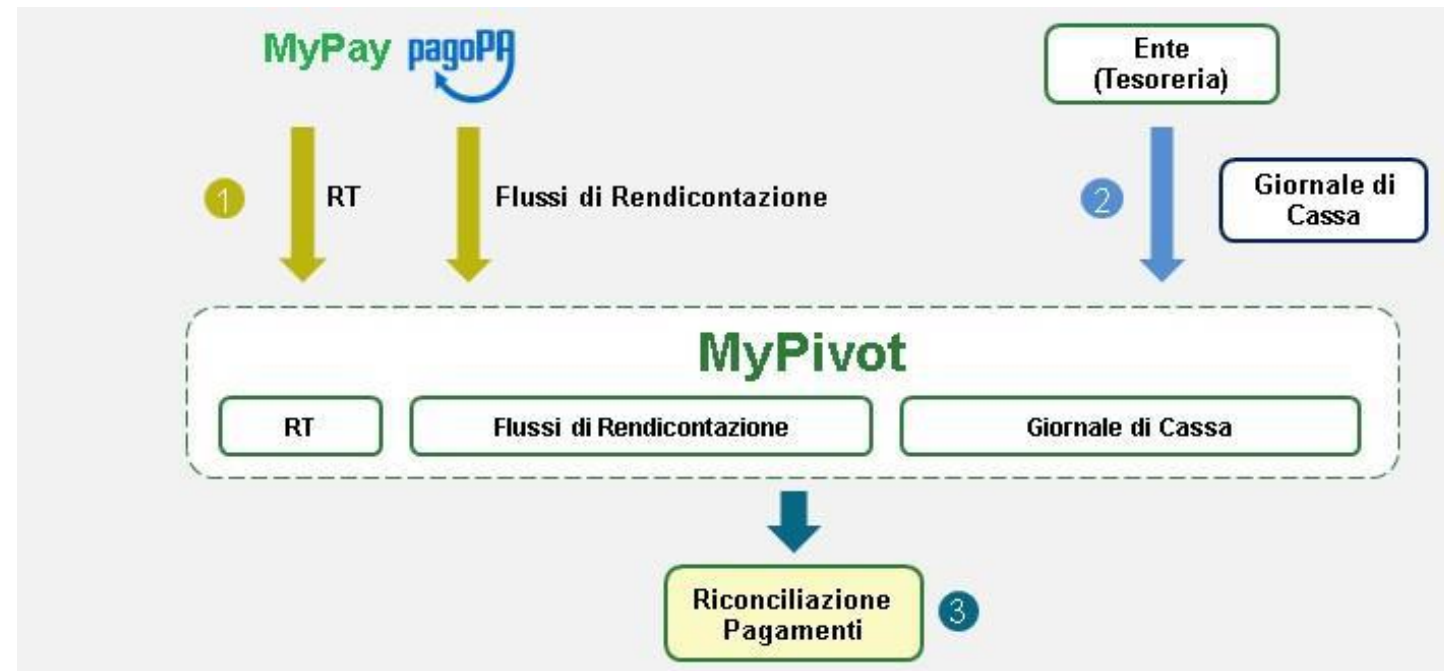 MyPay pagoPA
Ente
(Tesoreria)
1
RT
Flussi di Rendicontazione
2
Giornale di
Cassa
MyPivot
RT
Flussi di Rendicontazione
Giornale di Cassa
Riconciliazione
Pagamenti
3